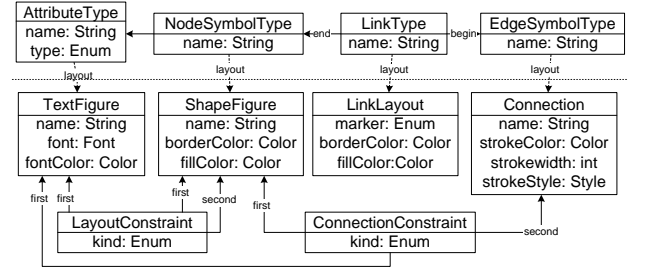 AttributeType
name: String
type: Enum
NodeSymbolType
name: String
LinkType
name: String
EdgeSymbolType
name: String
end
begin
layout
layout
layout
layout
TextFigure
name: String
font: Font
fontColor: Color
ShapeFigure
name: String
borderColor: Color
fillColor: Color
LinkLayout
marker: Enum
borderColor: Color
fillColor:Color
Connection
name: String
strokeColor: Color
strokewidth: int
strokeStyle: Style
first
first
first
second
first
second
LayoutConstraint
kind: Enum
ConnectionConstraint
kind: Enum